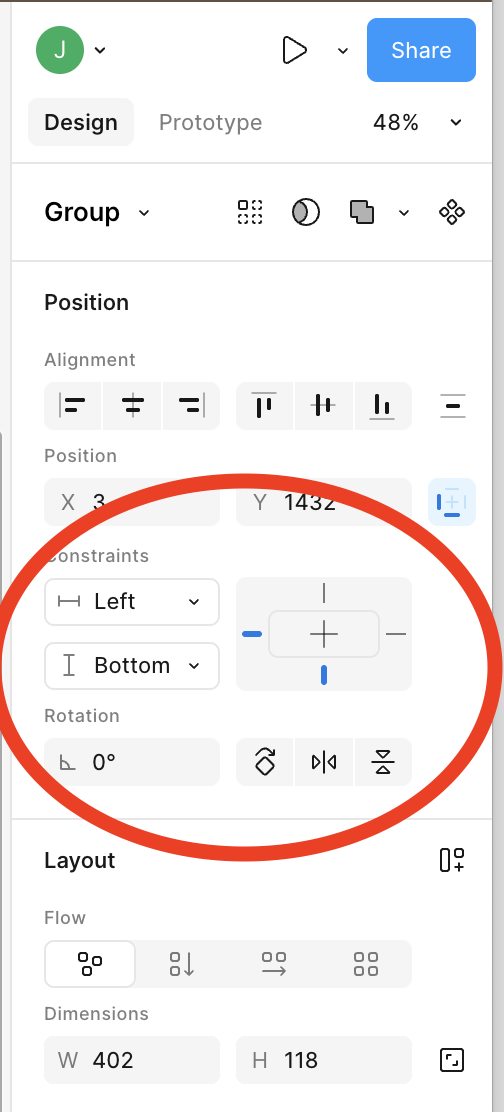 J
Share
Design Prototype 48%
Group
Position
Alignment
Position
X 3 Y 1432
Constraints
Left
Bottom
Rotation
0°
Layout
Flow
Dimensions
W 402 H 118